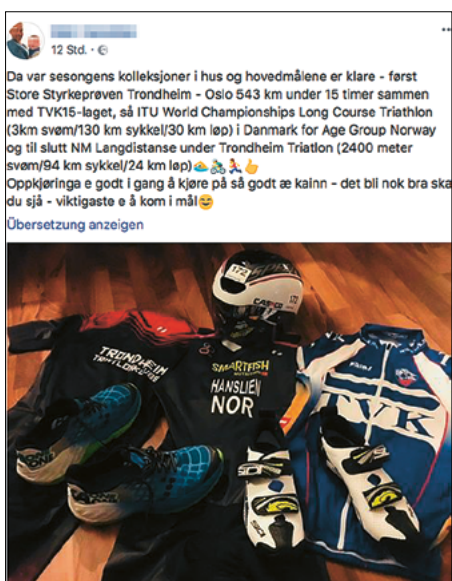 12 Std.
Da var sesongens kolleksjoner i hus og hovedmålene er klare - først
Store Styrkeprøven Trondheim - Oslo 543 km under 15 timer sammen
med TVK15-laget, så ITU World Championships Long Course Triathlon
(3km svøm/130 km sykkel/30 km løp) i Danmark for Age Group Norway
og til slutt NM Langdistanse under Trondheim Triatlon (2400 meter
svøm/94 km sykkel/24 km løp)🏊🚴🏃👍
Oppkjøringa e godt i gang å kjøre på så godt æ kainn - det bli nok bra ska
du sjå - viktigaste e å kom i mål😂
Übersetzung anzeigen
172
CASCO
172
TRONDHEIM
SMARTFISH
HANSLIEN
NOR
TVK
SIDI